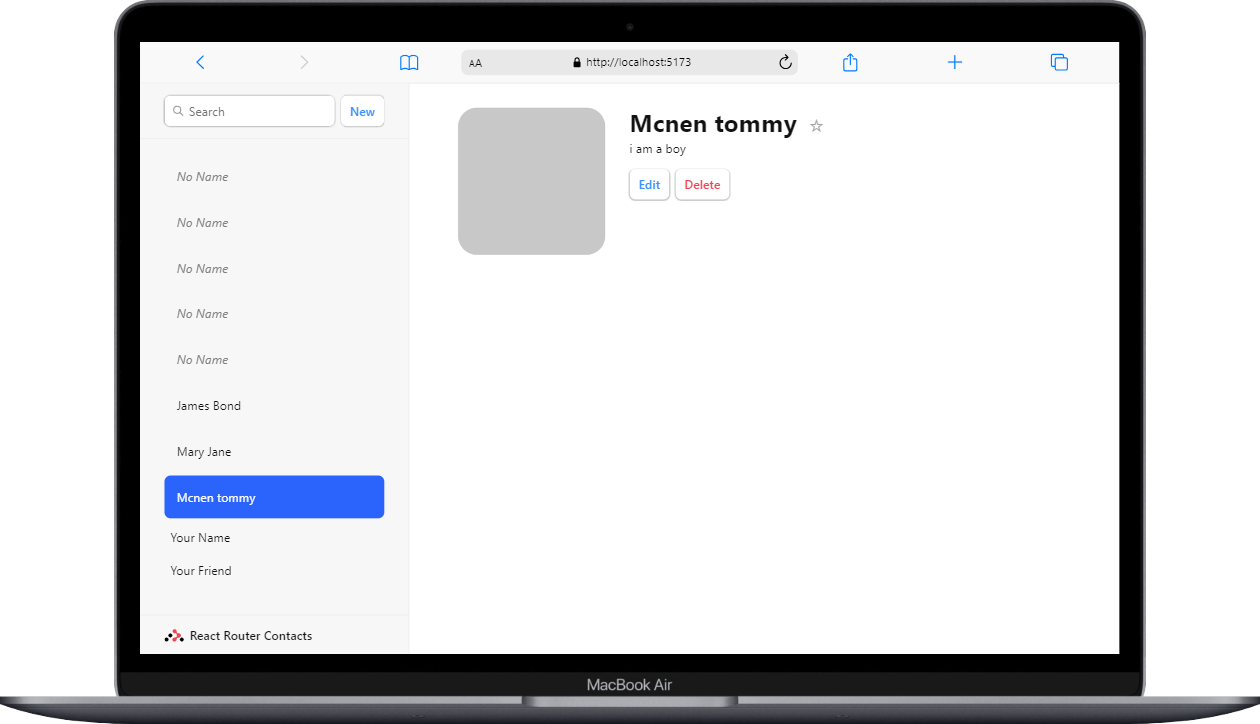 AA http://localhost:5173
Search New
No Name
No Name
No Name
No Name
No Name
James Bond
Mary Jane
Mcnen tommy
Your Name
Your Friend
React Router Contacts
Mcnen tommy
i am a boy
Edit Delete
MacBook Air